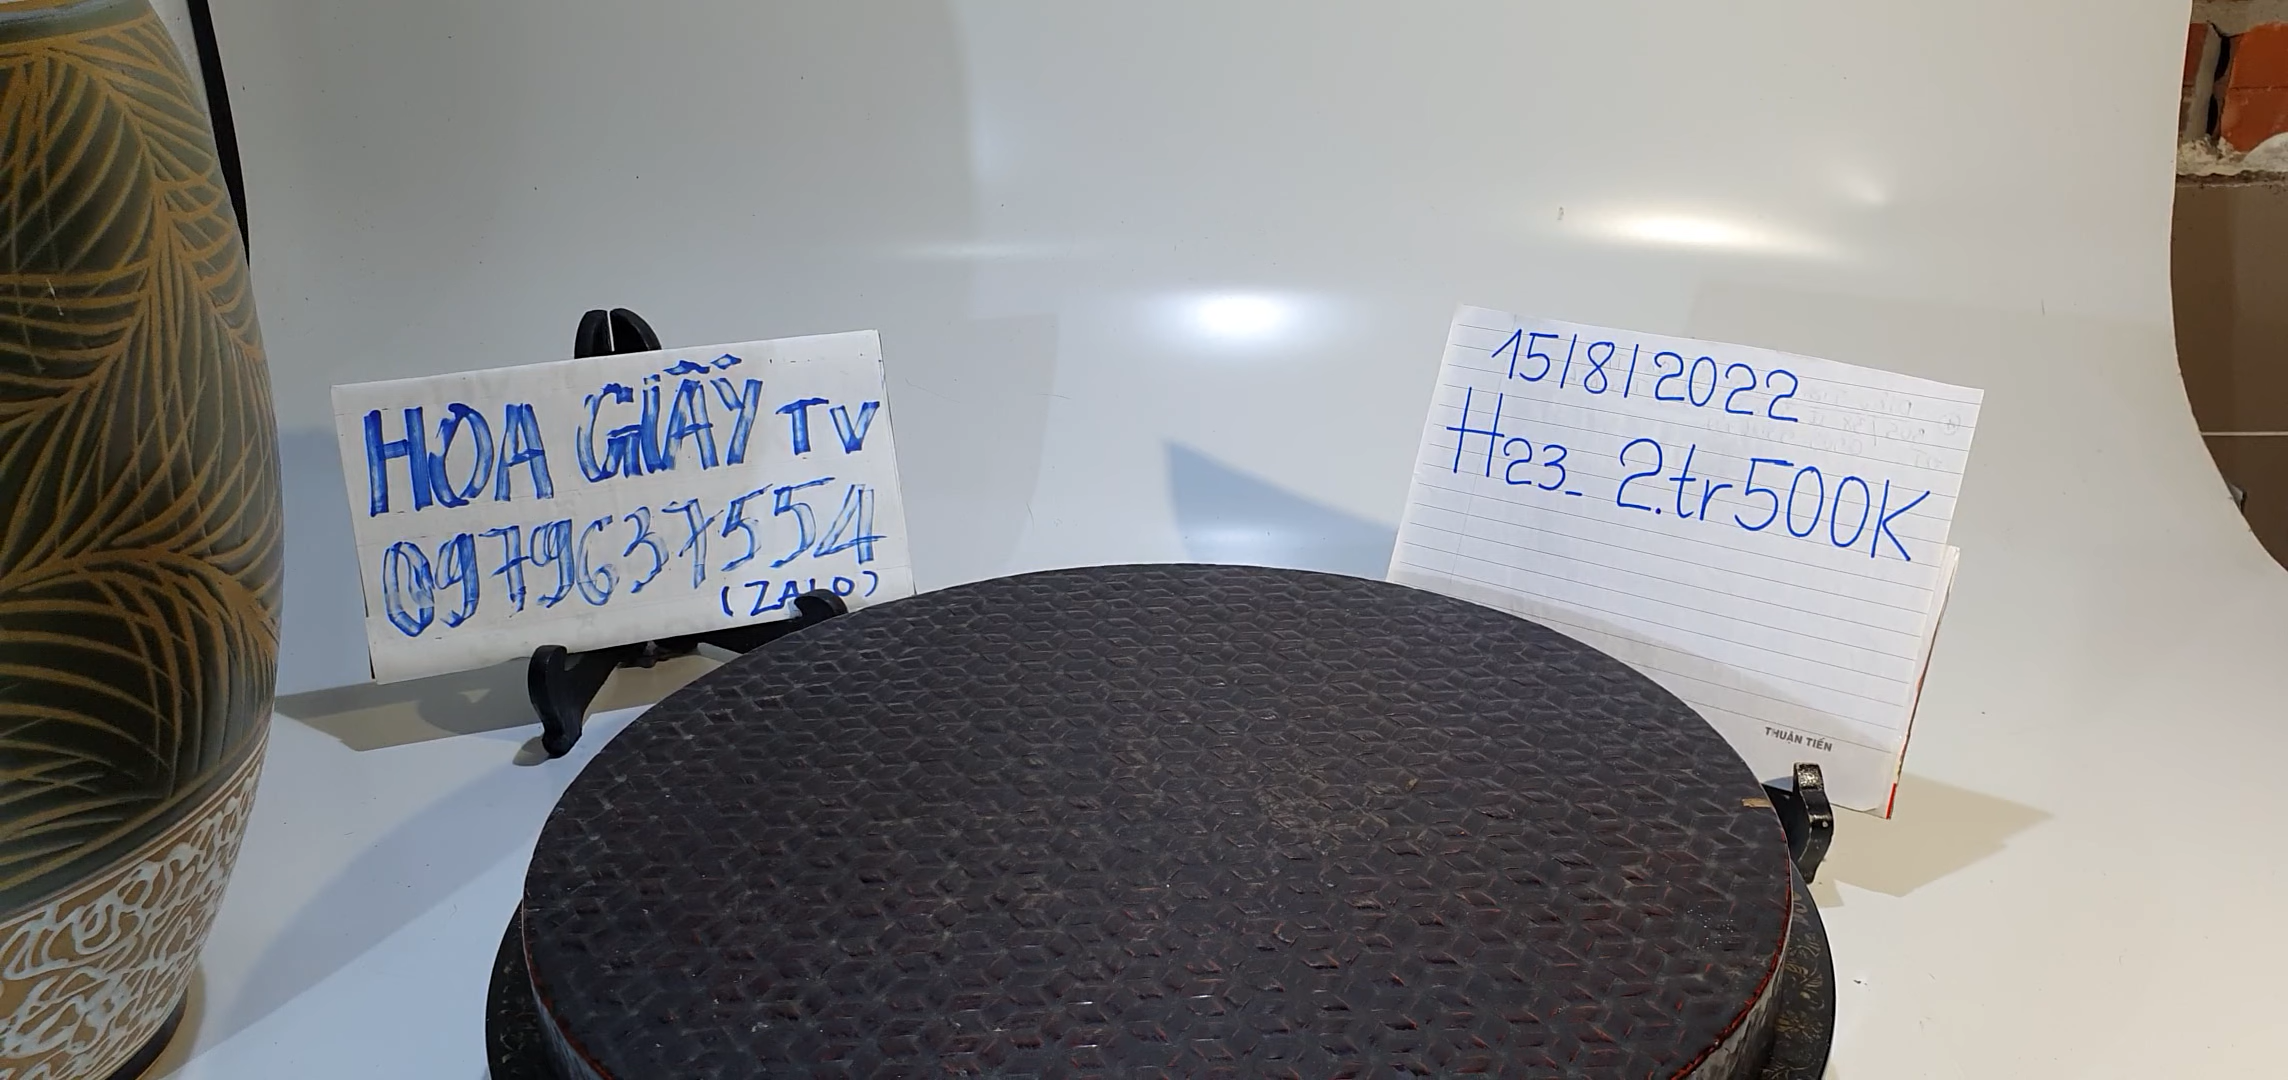 HOA GIẤY TV
0979637554
(ZALO)
15/8/2022
H23_ 2.tr500K
THUẬN TIẾN